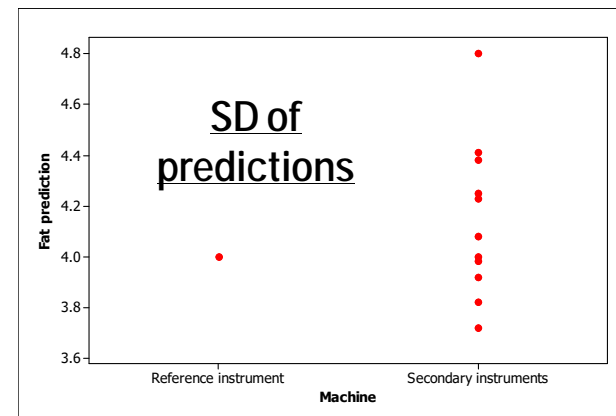 4.8
SD of
predictions
4.6
4.4
4.2
4.0
3.8
3.6
Fat prediction
Reference instrument Secondary instruments
Machine